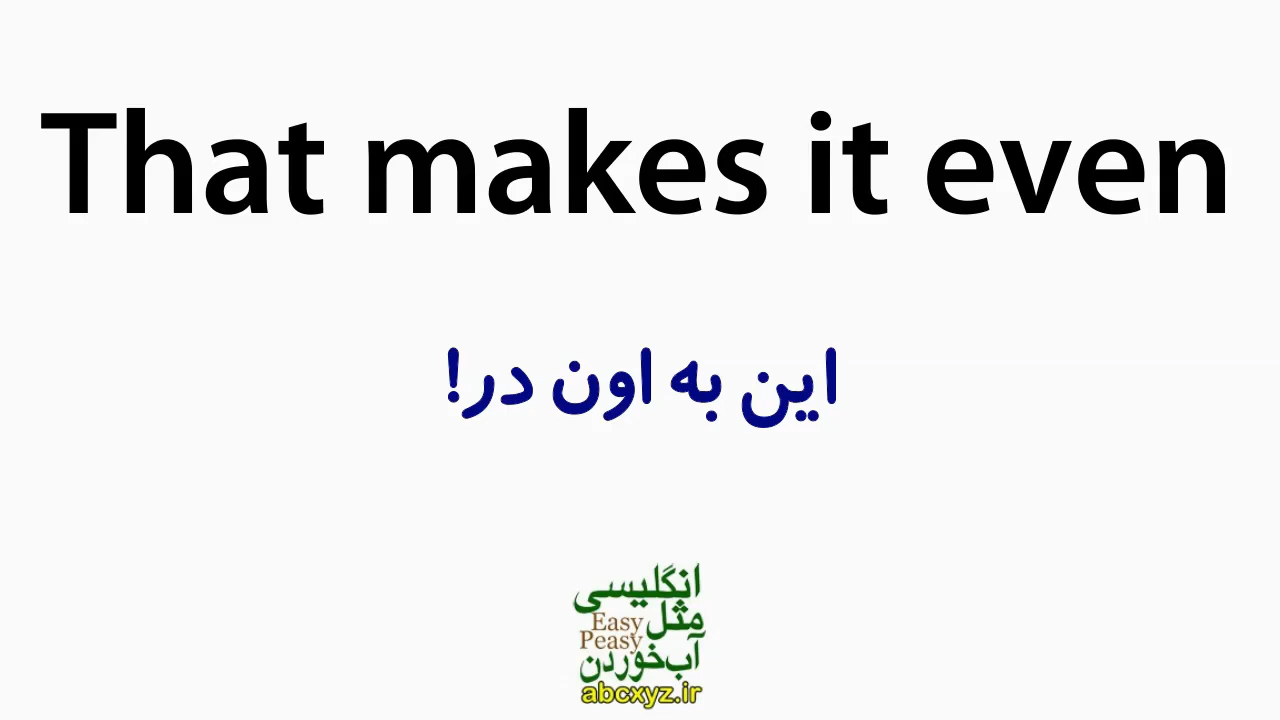 That makes it even
این به اون در!
انگلیسی
مثل Easy
Peasy
آب‌خوردن
abcxyz.ir